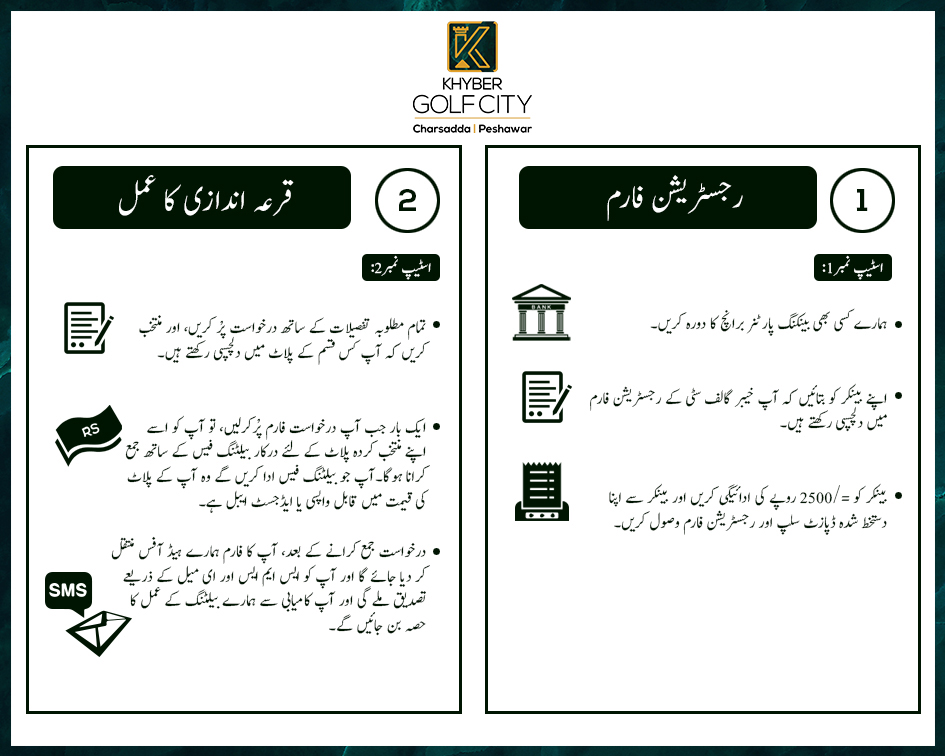 KHYBER
GOLF CITY
Charsadda | Peshawar
1
رجسٹریشن فارم
اسٹیپ نمبر1:
BANK
• ہمارے کسی بھی بینکنگ پارٹنر برانچ کا دورہ کریں۔
• اپنے بینکر کو بتائیں کہ آپ خیبر گالف سٹی کے رجسٹریشن فارم
میں دلچسپی رکھتے ہیں۔
• بینکر کو =/2500 روپے کی ادائیگی کریں اور بینکر سے اپنا
دستخط شدہ ڈپازٹ سلپ اور رجسٹریشن فارم وصول کریں۔
2
قرعہ اندازی کا عمل
اسٹیپ نمبر2:
• تمام مطلوبہ تفصلات کے ساتھ درخواست پُر کریں، اور منتخب
کریں کہ آپ کس قسم کے پلاٹ میں دلچسپی رکھتے ہیں۔
RS
• ایک بار جب آپ درخواست فارم پُرکرلیں، تو آپ کو اسے
اپنے منتخب کردہ پلاٹ کے لئے درکار بیلٹنگ فیس کے ساتھ جمع
کرانا ہوگا۔آپ جو بیلٹنگ فیس ادا کریں گے وہ آپ کے پلاٹ
کی قیمت میں قابل واپسی یا ایڈجسٹ ایبل ہے۔
• درخواست جمع کرانے کے بعد، آپ کا فارم ہمارے ہیڈ آفس منتقل
کر دیا جائے گا اور آپ کو ایس ایم ایس اور ای میل کے ذریعے
تصدیق ملے گی اور آپ کامیابی سے ہمارے بیلٹنگ کے عمل کا
حصہ بن جائیں گے۔
SMS